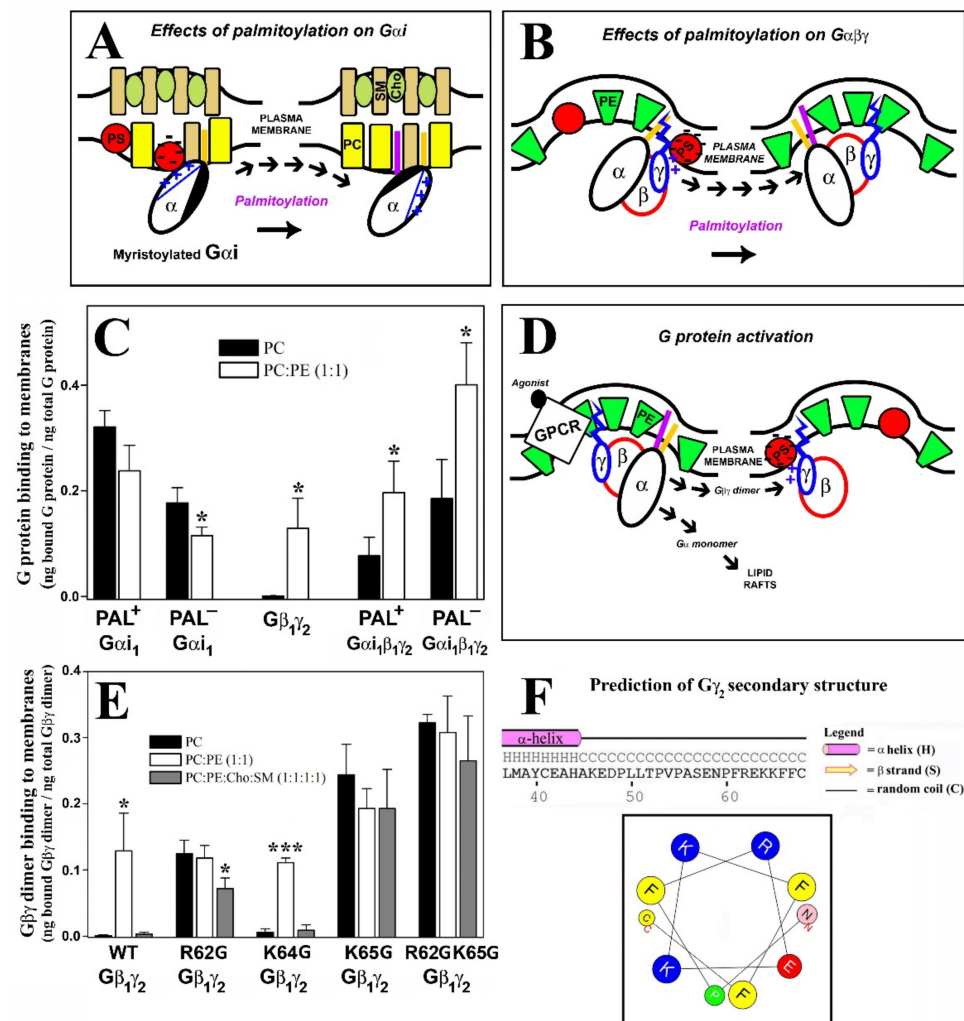 A
Effects of palmitoylation on Gαi
SM
Cho
PS
PLASMA
MEMBRANE
PC
α
Palmitoylation
α
Myristoylated Gαi
B
Effects of palmitoylation on Gαβγ
PE
PS
PLASMA
MEMBRANE
α
γ
β
β
γ
α
Palmitoylation
C
PC
PC:PE (1:1)
G protein binding to membranes
(ng bound G protein / ng total G protein)
0.4
0.2
0.0
* * * *
PAL⁺ PAL⁻ Gβ₁γ₂ PAL⁺ PAL⁻
Gαi₁ Gαi₁ Gαi₁β₁γ₂ Gαi₁β₁γ₂
D
G protein activation
Agonist
GPCR
PE
γ
β
α
PLASMA
MEMBRANE
PS
γ
β
Gβγ dimer
Gα monomer
LIPID
RAFTS
E
PC
PC:PE (1:1)
PC:PE:Cho:SM (1:1:1:1)
Gβγ dimer binding to membranes
(ng bound Gβγ dimer / ng total Gβγ dimer)
0.4
0.3
0.2
0.1
0.0
* * ***
WT R62G K64G K65G R62GK65G
Gβ₁γ₂ Gβ₁γ₂ Gβ₁γ₂ Gβ₁γ₂ Gβ₁γ₂
F
Prediction of Gγ₂ secondary structure
α-helix
HHHHHHHHCCCCCCCCCCCCCCCCCCCCCCCC
LMAYCEAHAKEDPLLTPVPASENPFREKKFFC
40 50 60
Legend
= α helix (H)
= β strand (S)
= random coil (C)
K
R
F
F
C
N
K
E
P
F